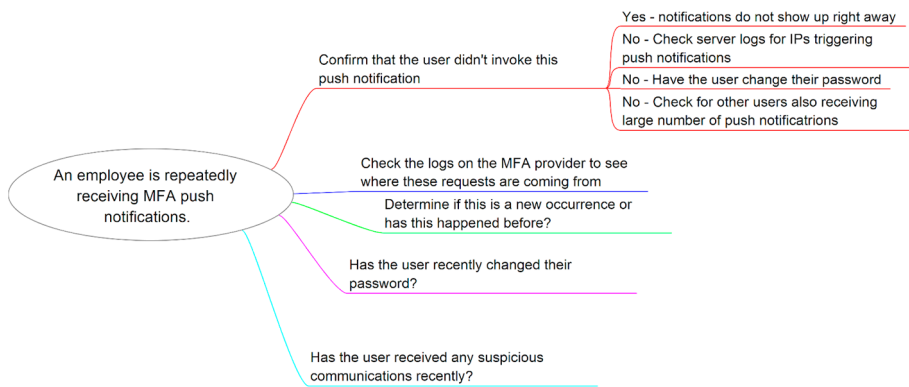 An employee is repeatedly
receiving MFA push
notifications.
Confirm that the user didn't invoke this
push notification
Yes - notifications do not show up right away
No - Check server logs for IPs triggering
push notifications
No - Have the user change their password
No - Check for other users also receiving
large number of push notificatrions
Check the logs on the MFA provider to see
where these requests are coming from
Determine if this is a new occurrence or
has this happened before?
Has the user recently changed their
password?
Has the user received any suspicious
communications recently?